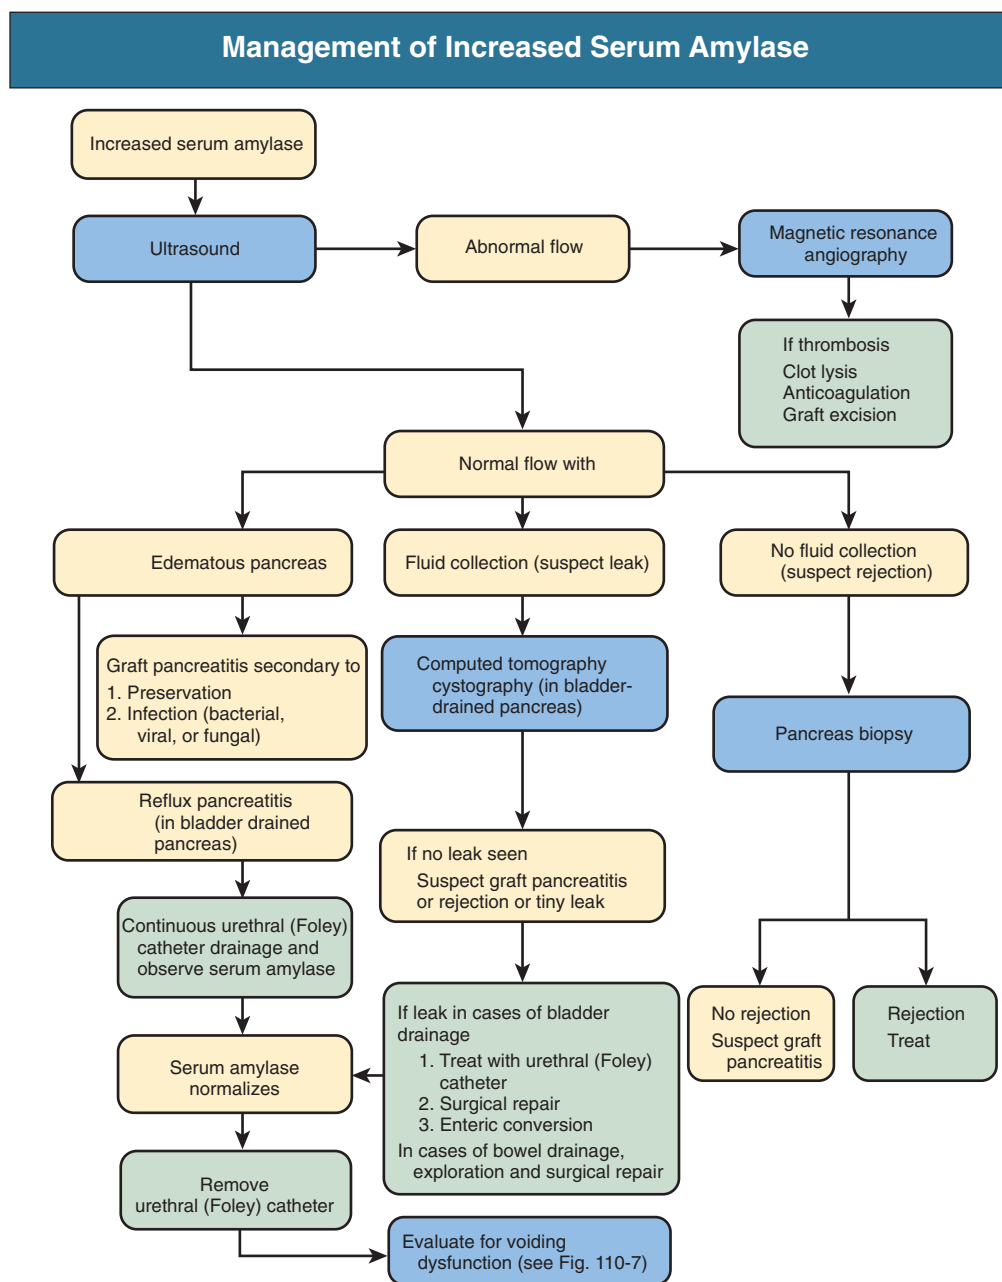 Management of Increased Serum Amylase
Increased serum amylase
Ultrasound
Abnormal flow
Magnetic resonance
angiography
If thrombosis
Clot lysis
Anticoagulation
Graft excision
Normal flow with
Edematous pancreas
Fluid collection (suspect leak)
No fluid collection
(suspect rejection)
Graft pancreatitis secondary to
1. Preservation
2. Infection (bacterial,
viral, or fungal)
Computed tomography
cystography (in bladder-
drained pancreas)
Pancreas biopsy
Reflux pancreatitis
(in bladder drained
pancreas)
If no leak seen
Suspect graft pancreatitis
or rejection or tiny leak
Continuous urethral (Foley)
catheter drainage and
observe serum amylase
If leak in cases of bladder
drainage
1. Treat with urethral (Foley)
catheter
2. Surgical repair
3. Enteric conversion
In cases of bowel drainage,
exploration and surgical repair
No rejection
Suspect graft
pancreatitis
Rejection
Treat
Serum amylase
normalizes
Remove
urethral (Foley) catheter
Evaluate for voiding
dysfunction (see Fig. 110-7)